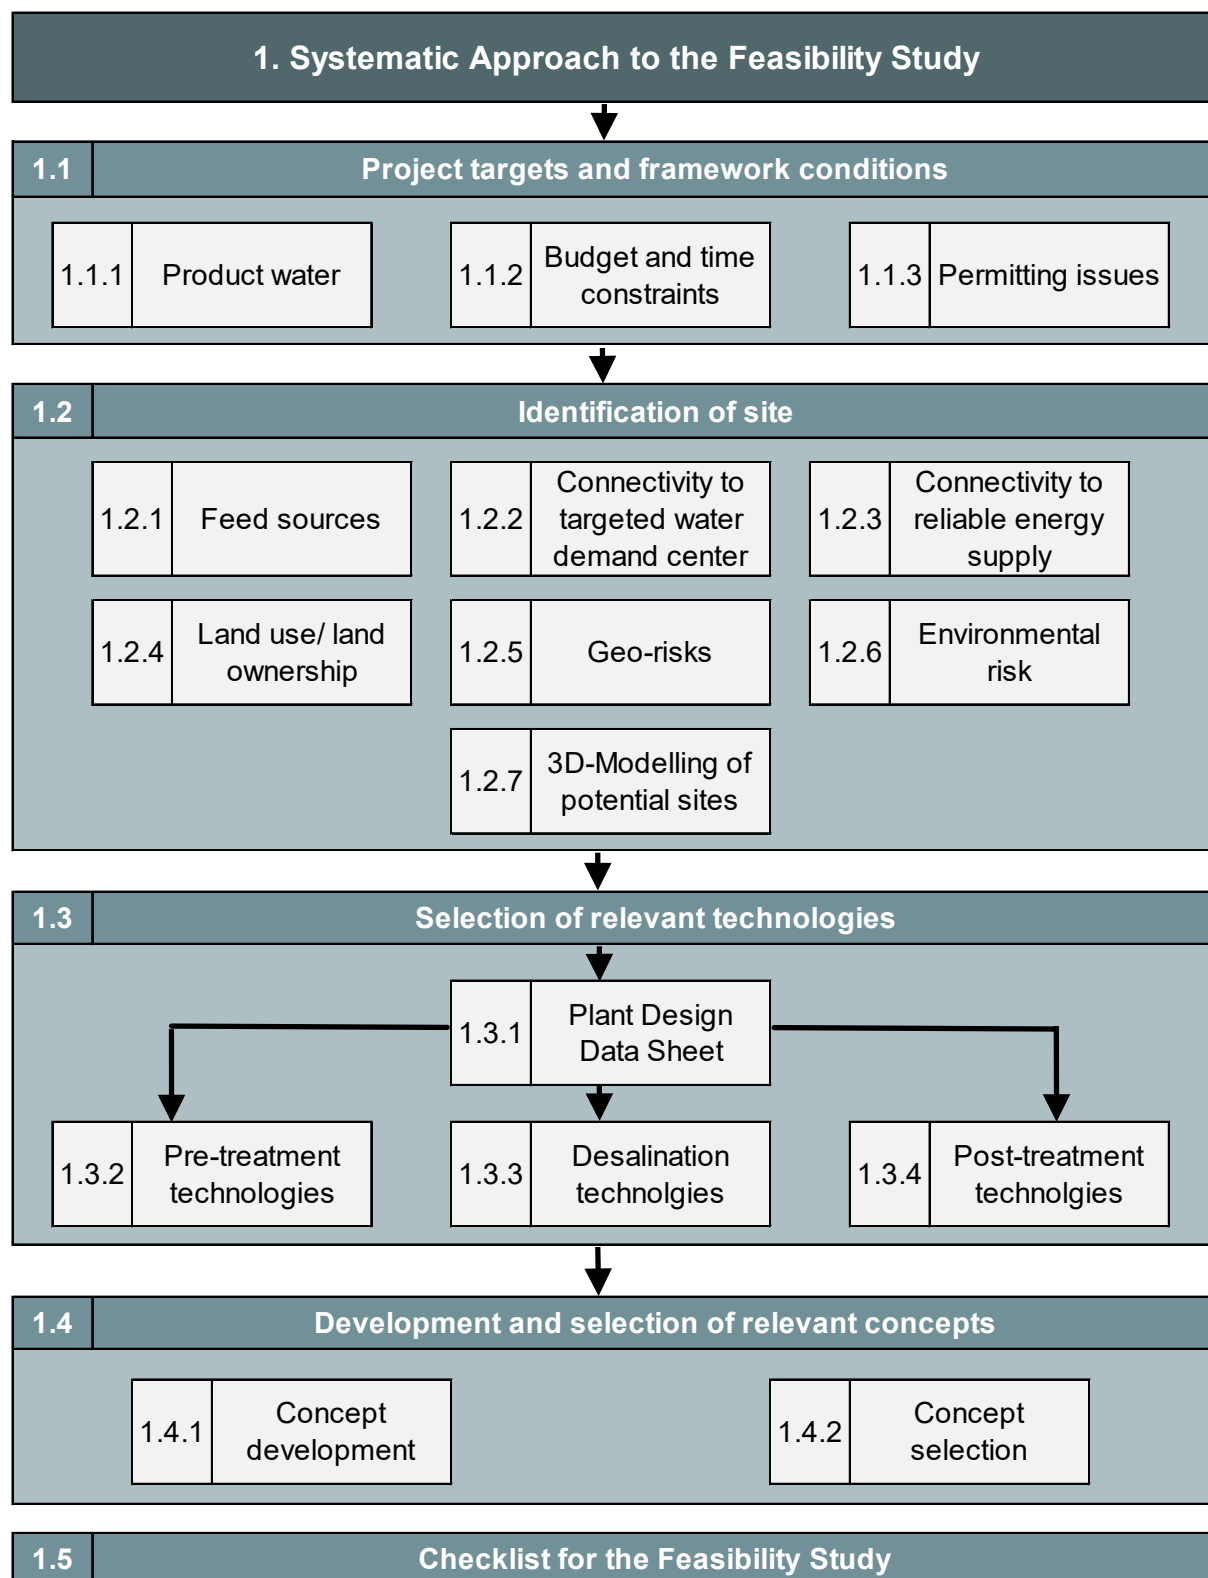 1. Systematic Approach to the Feasibility Study
1.1 Project targets and framework conditions
1.1.1 Product water
1.1.2 Budget and time
constraints
1.1.3 Permitting issues
1.2 Identification of site
1.2.1 Feed sources
1.2.2 Connectivity to
targeted water
demand center
1.2.3 Connectivity to
reliable energy
supply
1.2.4 Land use/ land
ownership
1.2.5 Geo-risks
1.2.6 Environmental
risk
1.2.7 3D-Modelling of
potential sites
1.3 Selection of relevant technologies
1.3.1 Plant Design
Data Sheet
1.3.2 Pre-treatment
technologies
1.3.3 Desalination
technolgies
1.3.4 Post-treatment
technolgies
1.4 Development and selection of relevant concepts
1.4.1 Concept
development
1.4.2 Concept
selection
1.5 Checklist for the Feasibility Study